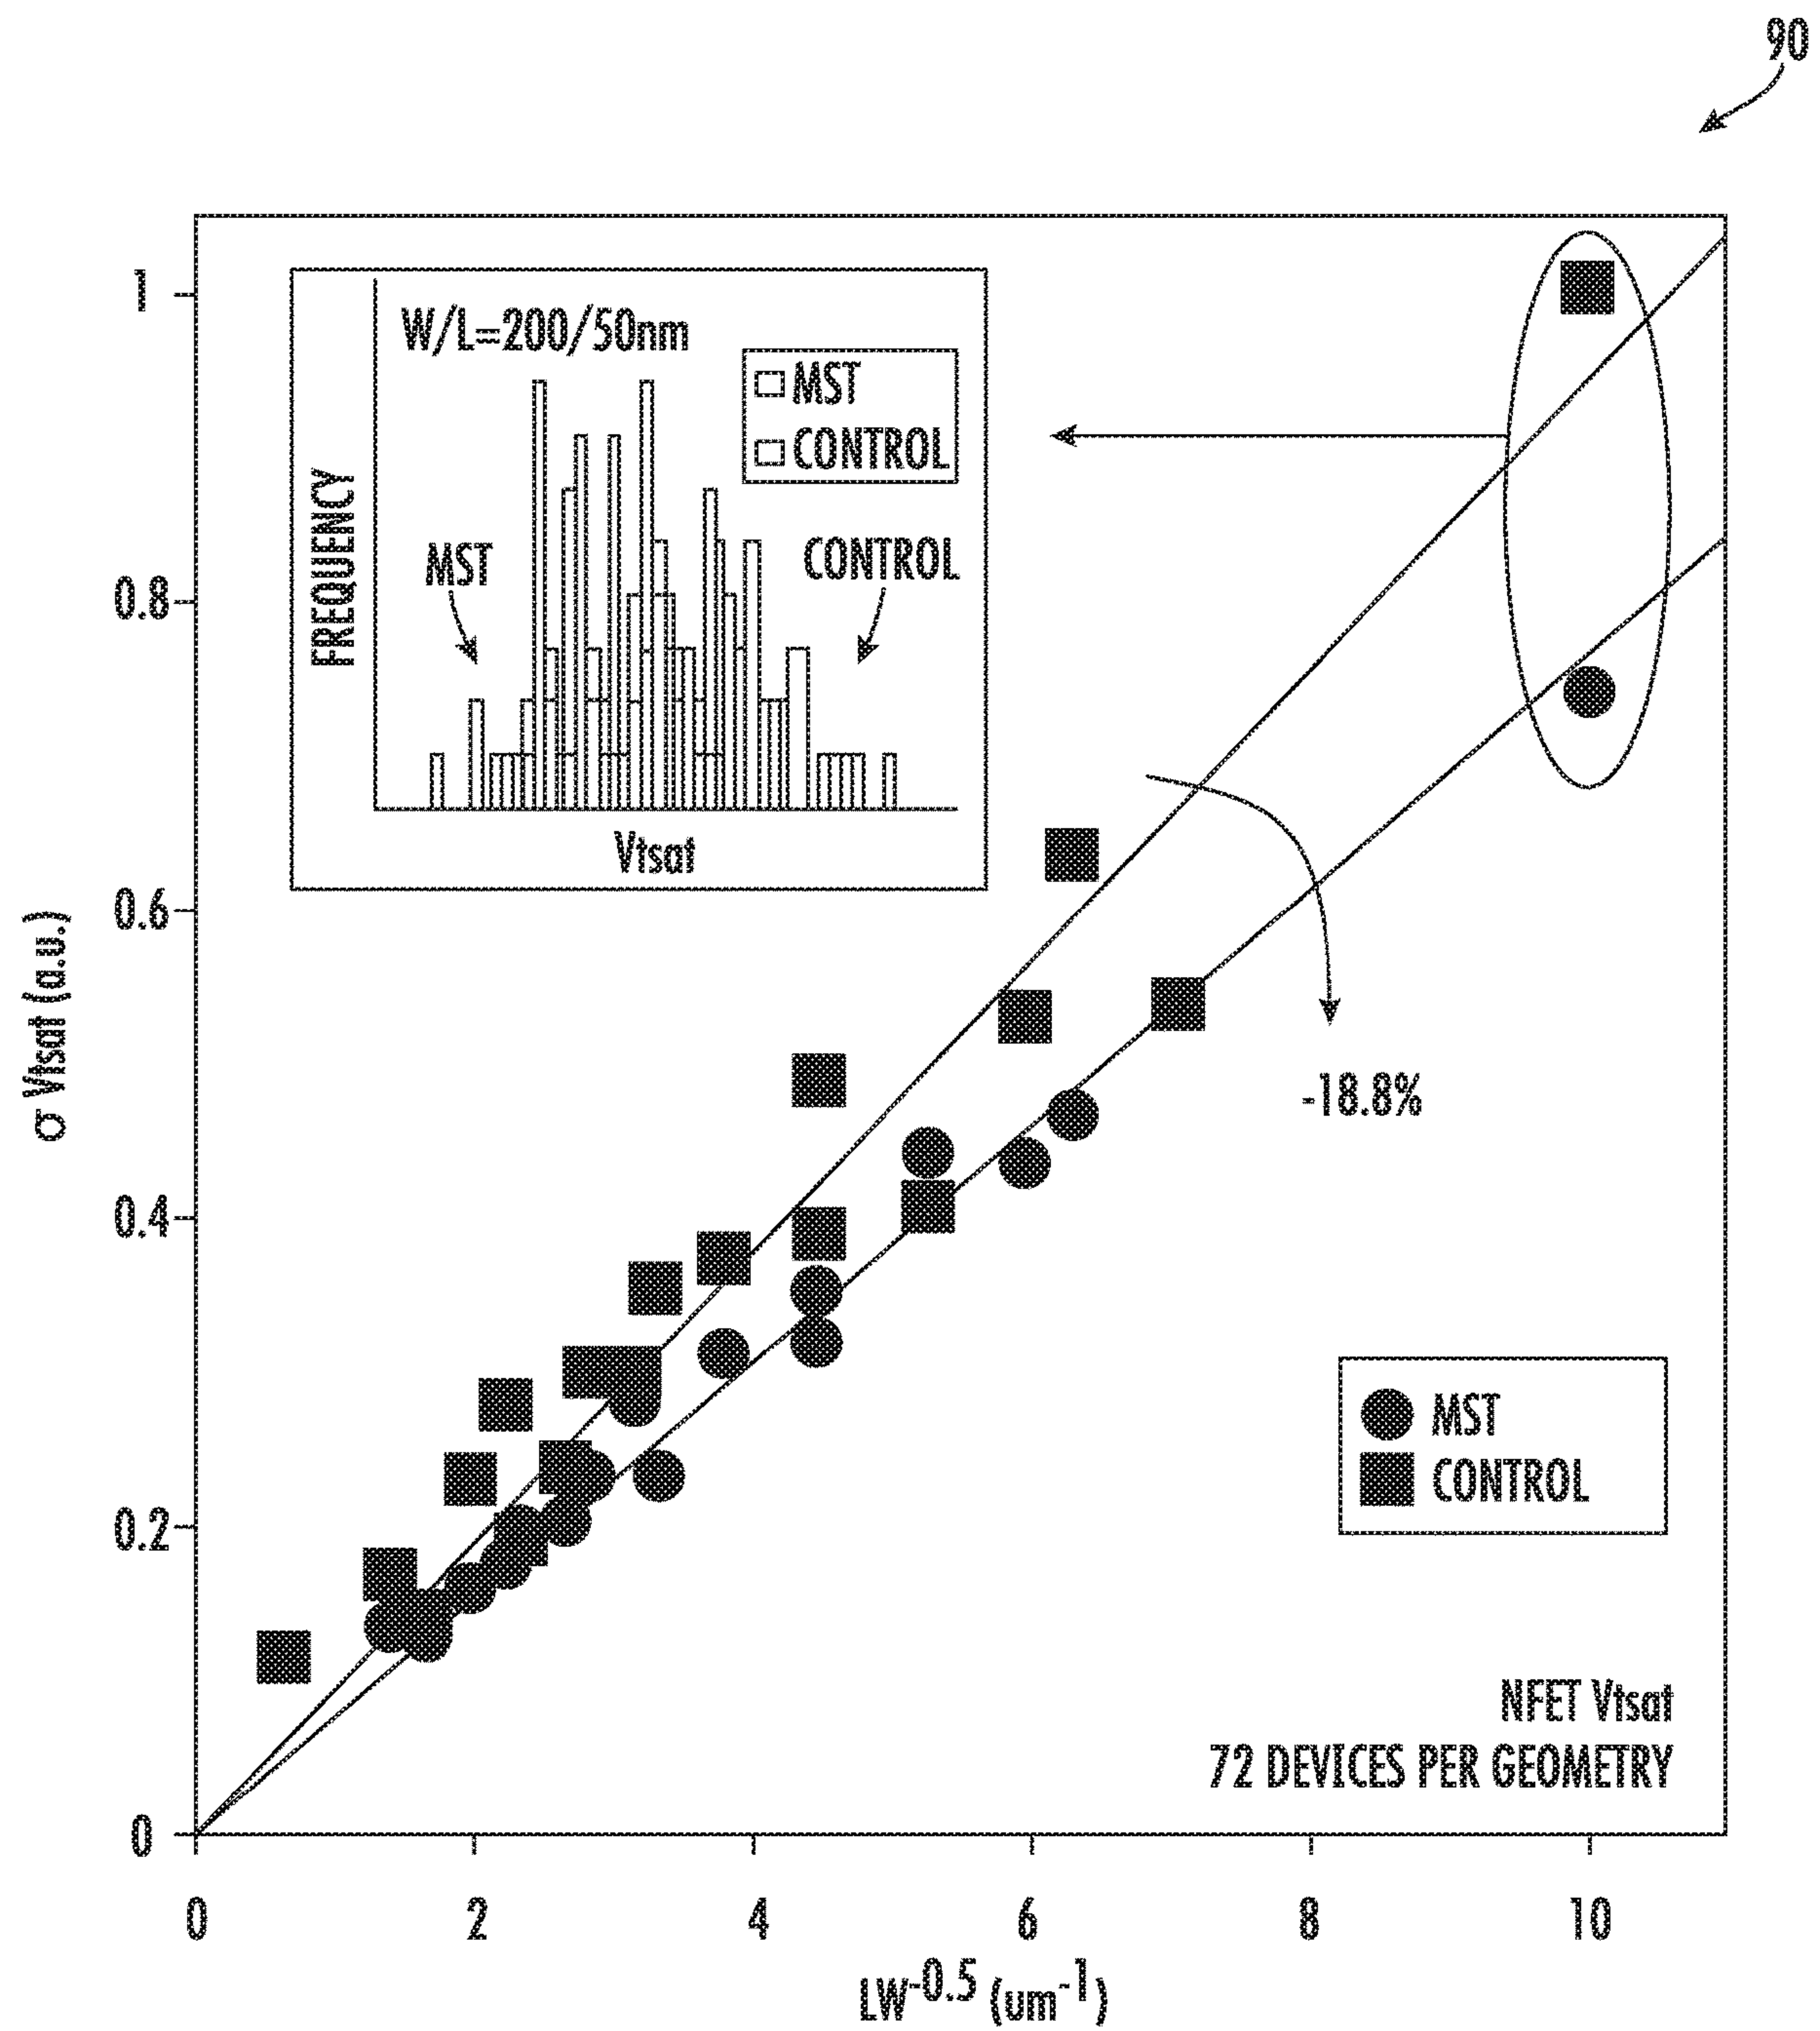 90
1
0.8
0.6
0.4
0.2
0
σ Vtsat (a.u.)
W/L=200/50nm
MST
CONTROL
FREQUENCY
MST
CONTROL
Vtsat
-18.8%
MST
CONTROL
NFET Vtsat
72 DEVICES PER GEOMETRY
0 2 4 6 8 10
LW-0.5 (um-1)